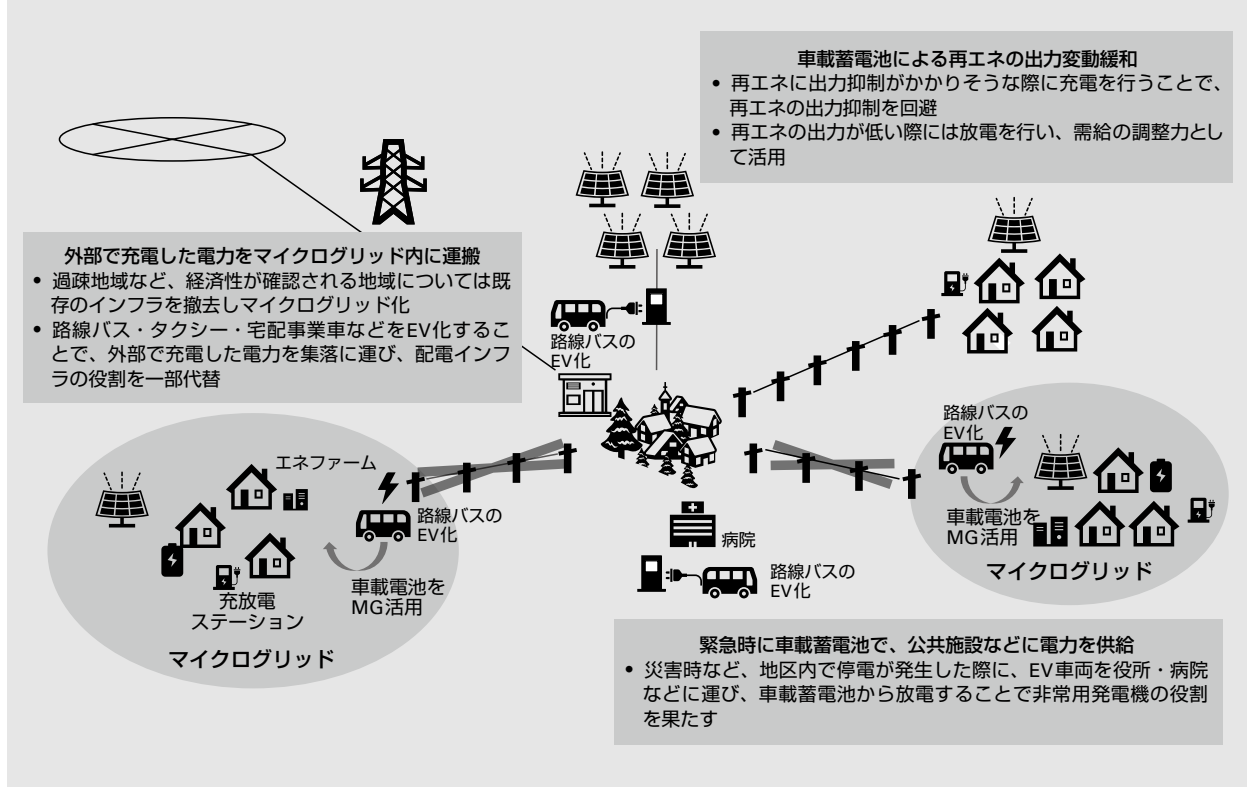 車載蓄電池による再エネの出力変動緩和
• 再エネに出力抑制がかかりそうな際に充電を行うことで、
再エネの出力抑制を回避
• 再エネの出力が低い際には放電を行い、需給の調整力とし
て活用
外部で充電した電力をマイクログリッド内に運搬
• 過疎地域など、経済性が確認される地域については既
存のインフラを撤去しマイクログリッド化
• 路線バス・タクシー・宅配事業車などをEV化するこ
とで、外部で充電した電力を集落に運び、配電インフ
ラの役割を一部代替
路線バスの
EV化
エネファーム
路線バスの
EV化
車載電池を
MG活用
充放電
ステーション
マイクログリッド
病院
路線バスの
EV化
路線バスの
EV化
車載電池を
MG活用
マイクログリッド
緊急時に車載蓄電池で、公共施設などに電力を供給
• 災害時など、地区内で停電が発生した際に、EV車両を役所・病院
などに運び、車載蓄電池から放電することで非常用発電機の役割
を果たす